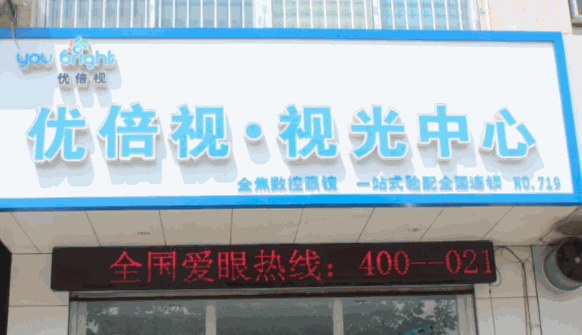 you bright
优倍视
优倍视·视光中心
全焦数控眼镜 一站式验配全国连锁 NO.719
全国爱眼热线：400--021